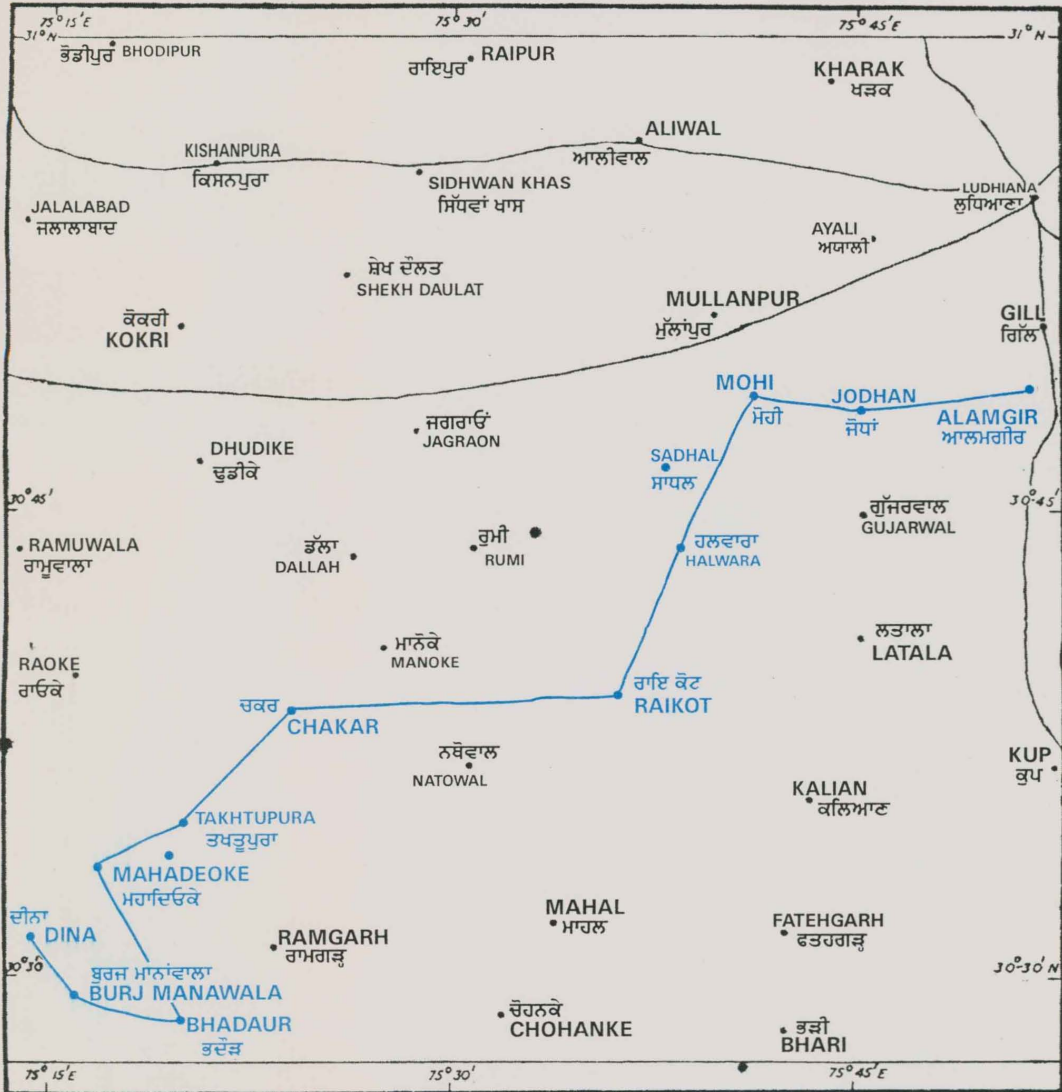 75° 15' E
75° 30'
75° 45' E
31° N
31° N
ਭੋਡੀਪੁਰ BHODIPUR
ਰਾਇਪੁਰ RAIPUR
KHARAK
ਖੜਕ
ALIWAL
ਆਲੀਵਾਲ
KISHANPURA
ਕਿਸਨਪੁਰਾ
SIDHWAN KHAS
ਸਿੱਧਵਾਂ ਖਾਸ
LUDHIANA
ਲੁਧਿਆਣਾ
JALALABAD
ਜਲਾਲਾਬਾਦ
AYALI
ਅਯਾਲੀ
ਸ਼ੇਖ ਦੌਲਤ
SHEKH DAULAT
MULLANPUR
ਮੁੱਲਾਂਪੁਰ
ਕੋਕਰੀ
KOKRI
GILL
ਗਿੱਲ
MOHI
ਮੋਹੀ
JODHAN
ਜੋਧਾਂ
ALAMGIR
ਆਲਮਗੀਰ
ਜਗਰਾਓਂ
JAGRAON
DHUDIKE
ਢੁਡੀਕੇ
SADHAL
ਸਾਧਲ
30° 45'
30° 45'
ਗੁੱਜਰਵਾਲ
GUJARWAL
RAMUWALA
ਰਾਮੂਵਾਲਾ
ਡੱਲਾ
DALLAH
ਰੁਮੀ
RUMI
ਹਲਵਾਰਾ
HALWARA
ਲਤਾਲਾ
LATALA
ਮਾਨੋਕੇ
MANOKE
RAOKE
ਰਾਓਕੇ
ਰਾਇ ਕੋਟ
RAIKOT
ਚਕਰ
CHAKAR
ਨਥੋਵਾਲ
NATOWAL
KUP
ਕੁਪ
KALIAN
ਕਲਿਆਣ
TAKHTUPURA
ਤਖਤੂਪੁਰਾ
MAHADEOKE
ਮਹਾਦਿਓਕੇ
ਦੀਨਾ
DINA
MAHAL
ਮਾਹਲ
FATEHGARH
ਫਤਹਗੜ੍ਹ
RAMGARH
ਰਾਮਗੜ੍ਹ
30° 30'
30° 30' N
ਬੁਰਜ ਮਾਨਾਂਵਾਲਾ
BURJ MANAWALA
BHADAUR
ਭਦੌੜ
ਚੋਹਨਕੇ
CHOHANKE
ਭੜੀ
BHARI
75° 15' E
75° 30'
75° 45' E